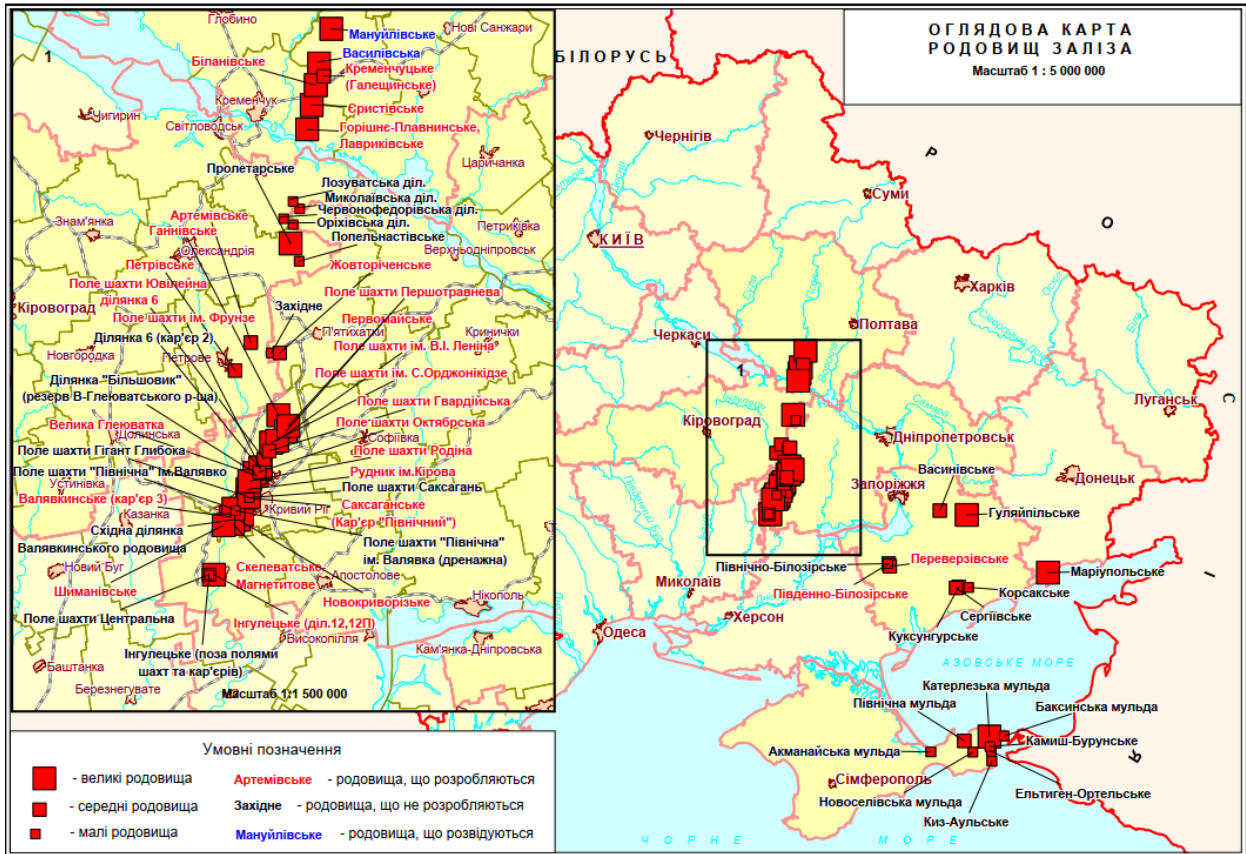 ОГЛЯДОВА КАРТА
РОДОВИЩ ЗАЛІЗА
Масштаб 1 : 5 000 000
БІЛОРУСЬ
Р О С І Я
1
Глобино
Нові Санжари
Мануйлівське
Василівська
Біланівське
Кременчуцьке
(Галещинське)
Кременчук
Єристівське
Чигирин
Світловодськ
Горішнє-Плавнинське,
Лавриківське
Царичанка
Пролетарське
Лозуватська діл.
Миколаївська діл.
Червонофедорівська діл.
Оріхівська діл.
Попельнастівське
Знам'янка
Артемівське
Ганнівське
Олександрія
Петриківка
Верхньодніпровськ
Петрівське
Жовторіченське
Поле шахти Ювілейна
ділянка 6
Поле шахти Першотравнева
Західне
Кіровоград
Поле шахти ім. Фрунзе
Первомайське
П'ятихатки
Кринички
Ділянка 6 (кар'єр 2)
Поле шахти ім. В.І. Леніна
Новгородка
Петрове
Поле шахти ім. С.Орджонікідзе
Ділянка "Більшовик"
(резерв В-Глеюватського р-ща)
Поле шахти Гвардійська
Велика Глеюватка
Поле шахти Октябрська
Долинська
Софіївка
Поле шахти Гігант Глибока
Поле шахти Родіна
Поле шахти "Північна" ім.Валявко
Рудник ім.Кірова
Устинівка
Поле шахти Саксагань
Валявкинське (кар'єр 3)
Кривий Ріг
Саксаганське
(Кар'єр "Північний")
Казанка
Східна ділянка
Валявкинського родовища
Поле шахти "Північна"
ім. Валявка (дренажна)
Новий Буг
Скелеватсько-
Магнетитове
Апостолове
Шиманівське
Новокриворізьке
Нікополь
Поле шахти Центральна
Інгулецьке (діл.12,12П)
Високопілля
Кам'янка-Дніпровська
Інгулецьке (поза полями
шахт та кар'єрів)
Баштанка
Березнегувате
Масштаб 1:1 500 000
Чернігів
Суми
КИЇВ
Харків
Полтава
Черкаси
1
Луганськ
Кіровоград
Дніпропетровськ
Васинівське
Донецьк
Запоріжжя
Гуляйпільське
Північно-Білозірське
Переверзівське
Маріупольське
Миколаїв
Південно-Білозірське
Корсакське
Сергіївське
Херсон
Куксунгурське
Одеса
АЗОВСЬКЕ МОРЕ
Катерлезька мульда
Північна мульда
Баксинська мульда
Акманайська мульда
Камиш-Бурунське
Сімферополь
Новоселівська мульда
Ельтиген-Ортельське
Киз-Аульське
ЧОРНЕ МОРЕ
Умовні позначення
- великі родовища
Артемівське - родовища, що розробляються
- середні родовища
Західне - родовища, що не розробляються
- малі родовища
Мануйлівське - родовища, що розвідуються